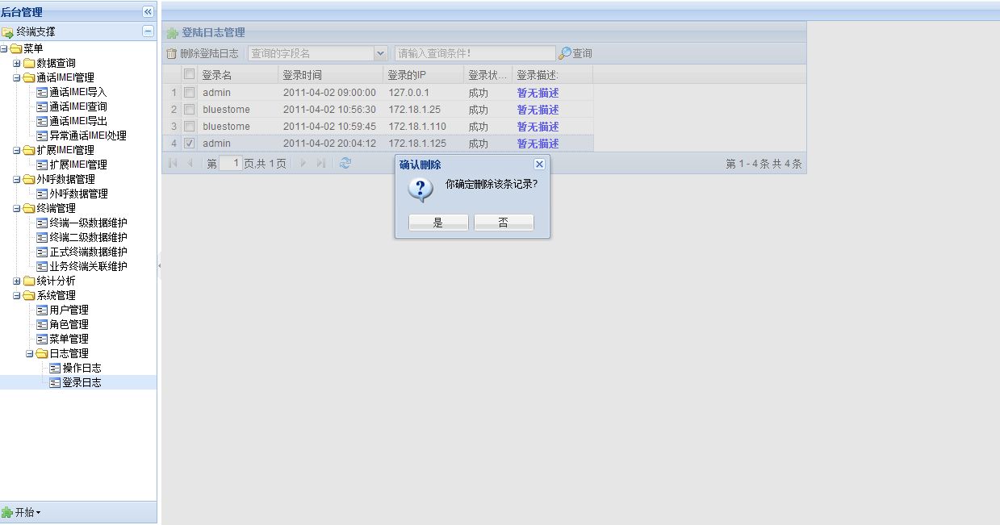 后台管理
终端支撑
菜单
数据查询
通话IMEI管理
通话IMEI导入
通话IMEI查询
通话IMEI导出
异常通话IMEI处理
扩展IMEI管理
扩展IMEI管理
外呼数据管理
外呼数据管理
终端管理
终端一级数据维护
终端二级数据维护
正式终端数据维护
业务终端关联维护
统计分析
系统管理
用户管理
角色管理
菜单管理
日志管理
操作日志
登录日志
开始
登陆日志管理
删除登陆日志 查询的字段名 请输入查询条件! 查询
登录名 登录时间 登录的IP 登录状... 登录描述:
1 admin 2011-04-02 09:00:00 127.0.0.1 成功 暂无描述
2 bluestome 2011-04-02 10:56:30 172.18.1.25 成功 暂无描述
3 bluestome 2011-04-02 10:59:45 172.18.1.110 成功 暂无描述
4 admin 2011-04-02 20:04:12 172.18.1.125 成功 暂无描述
第 1 页,共 1 页 第 1 - 4 条 共 4 条
确认删除
你确定删除该条记录?
是 否